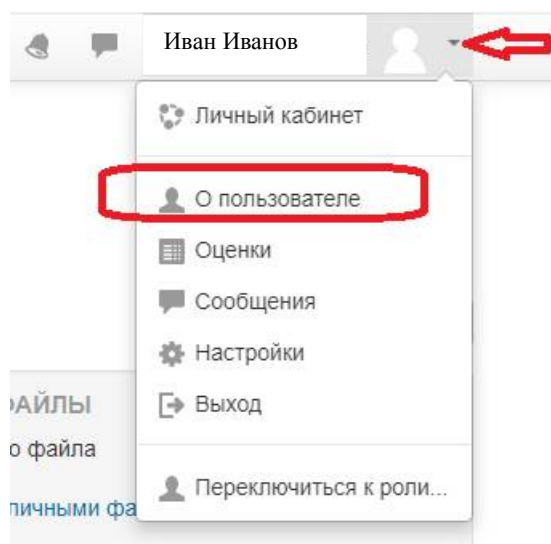 Иван Иванов
Личный кабинет
О пользователе
Оценки
Сообщения
Настройки
Выход
Переключиться к роли...
АЙЛЫ
о файла
личными фа